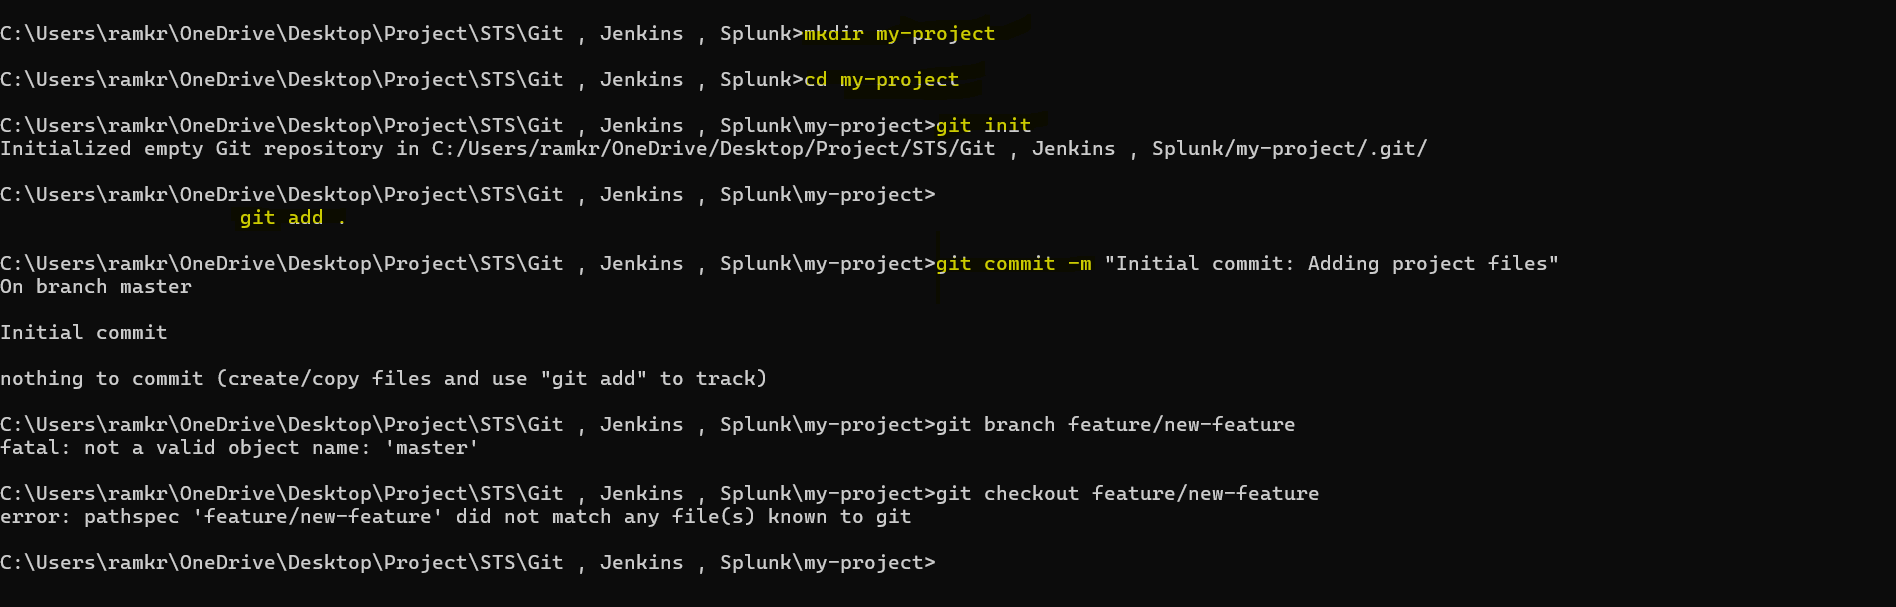 C:\Users\ramkr\OneDrive\Desktop\Project\STS\Git , Jenkins , Splunk>mkdir my-project
C:\Users\ramkr\OneDrive\Desktop\Project\STS\Git , Jenkins , Splunk>cd my-project
C:\Users\ramkr\OneDrive\Desktop\Project\STS\Git , Jenkins , Splunk\my-project>git init
Initialized empty Git repository in C:/Users/ramkr/OneDrive/Desktop/Project/STS/Git , Jenkins , Splunk/my-project/.git/
C:\Users\ramkr\OneDrive\Desktop\Project\STS\Git , Jenkins , Splunk\my-project>
git add .
C:\Users\ramkr\OneDrive\Desktop\Project\STS\Git , Jenkins , Splunk\my-project>git commit -m "Initial commit: Adding project files"
On branch master
Initial commit
nothing to commit (create/copy files and use "git add" to track)
C:\Users\ramkr\OneDrive\Desktop\Project\STS\Git , Jenkins , Splunk\my-project>git branch feature/new-feature
fatal: not a valid object name: 'master'
C:\Users\ramkr\OneDrive\Desktop\Project\STS\Git , Jenkins , Splunk\my-project>git checkout feature/new-feature
error: pathspec 'feature/new-feature' did not match any file(s) known to git
C:\Users\ramkr\OneDrive\Desktop\Project\STS\Git , Jenkins , Splunk\my-project>